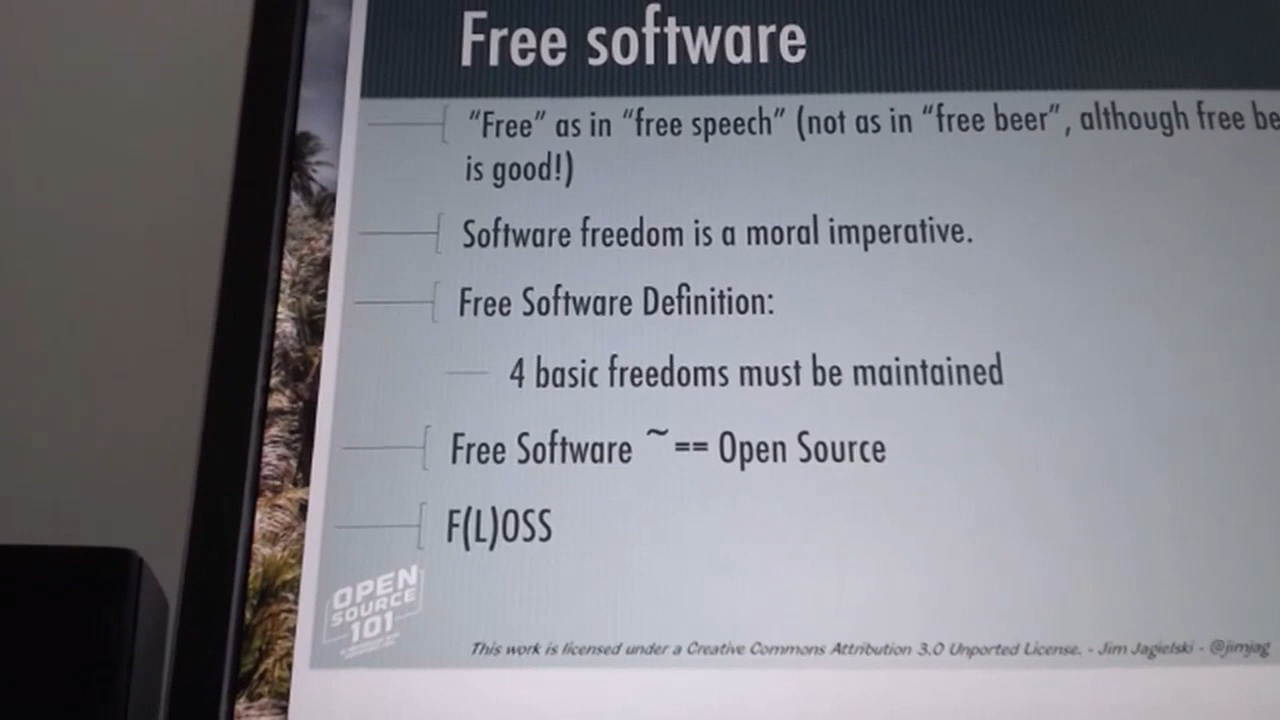 Free software
"Free" as in "free speech" (not as in "free beer", although free be
is good!)
Software freedom is a moral imperative.
Free Software Definition:
4 basic freedoms must be maintained
Free Software ~== Open Source
F(L)OSS
OPEN
SOURCE
101
This work is licensed under a Creative Commons Attribution 3.0 Unported License. - Jim Jagielski - @jimjag